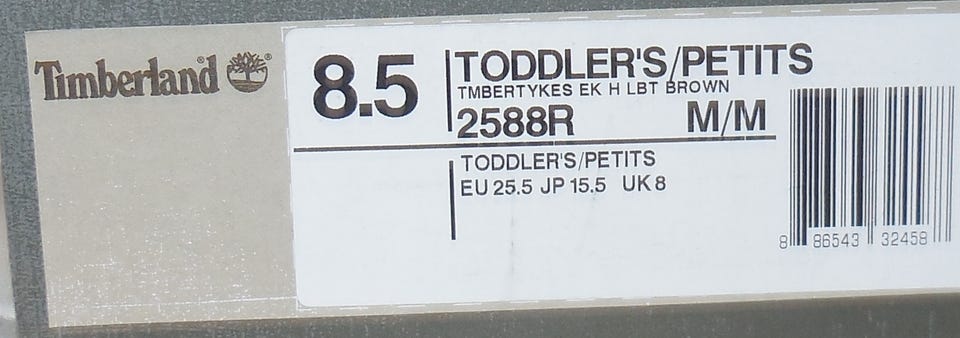 Timberland®
8.5
TODDLER'S/PETITS
TMBERTYKES EK H LBT BROWN
2588R M/M
TODDLER'S/PETITS
EU 25.5 JP 15.5 UK 8
8 86543 32458